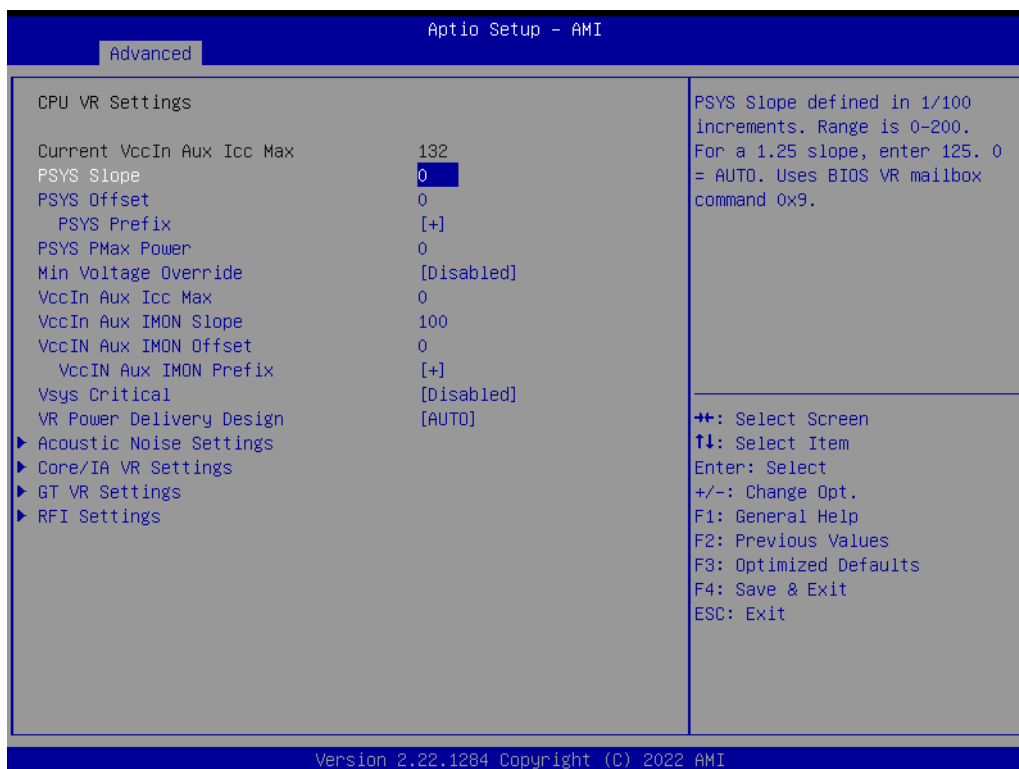 Aptio Setup – AMI
Advanced
CPU VR Settings
Current VccIn Aux Icc Max 132
PSYS Slope 0
PSYS Offset 0
PSYS Prefix [+]
PSYS PMax Power 0
Min Voltage Override [Disabled]
VccIn Aux Icc Max 0
VccIn Aux IMON Slope 100
VccIN Aux IMON Offset 0
VccIN Aux IMON Prefix [+]
Vsys Critical [Disabled]
VR Power Delivery Design [AUTO]
Acoustic Noise Settings
Core/IA VR Settings
GT VR Settings
RFI Settings
PSYS Slope defined in 1/100
increments. Range is 0-200.
For a 1.25 slope, enter 125. 0
= AUTO. Uses BIOS VR mailbox
command 0x9.
→←: Select Screen
↑↓: Select Item
Enter: Select
+/-: Change Opt.
F1: General Help
F2: Previous Values
F3: Optimized Defaults
F4: Save & Exit
ESC: Exit
Version 2.22.1284 Copyright (C) 2022 AMI